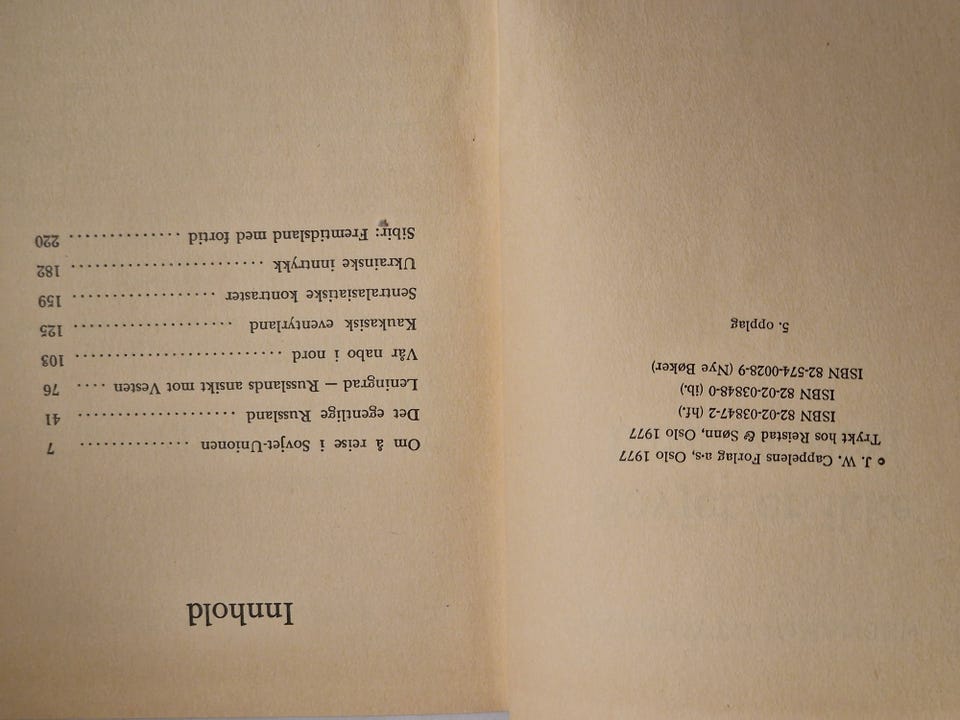 © J. W. Cappelens Forlag a·s, Oslo 1977
Trykt hos Reistad & Sønn, Oslo 1977
ISBN 82-02-03847-2 (hf.)
ISBN 82-02-03848-0 (ib.)
ISBN 82-574-0028-9 (Nye Bøker)
5. opplag
Innhold
Om å reise i Sovjet-Unionen .............. 7
Det egentlige Russland .................... 41
Leningrad — Russlands ansikt mot Vesten .... 76
Vår nabo i nord ........................... 103
Kaukasisk eventyrland .................... 125
Sentralasiatiske kontraster .................. 159
Ukrainske inntrykk ........................ 182
Sibir: Fremtidsland med fortid .............. 220